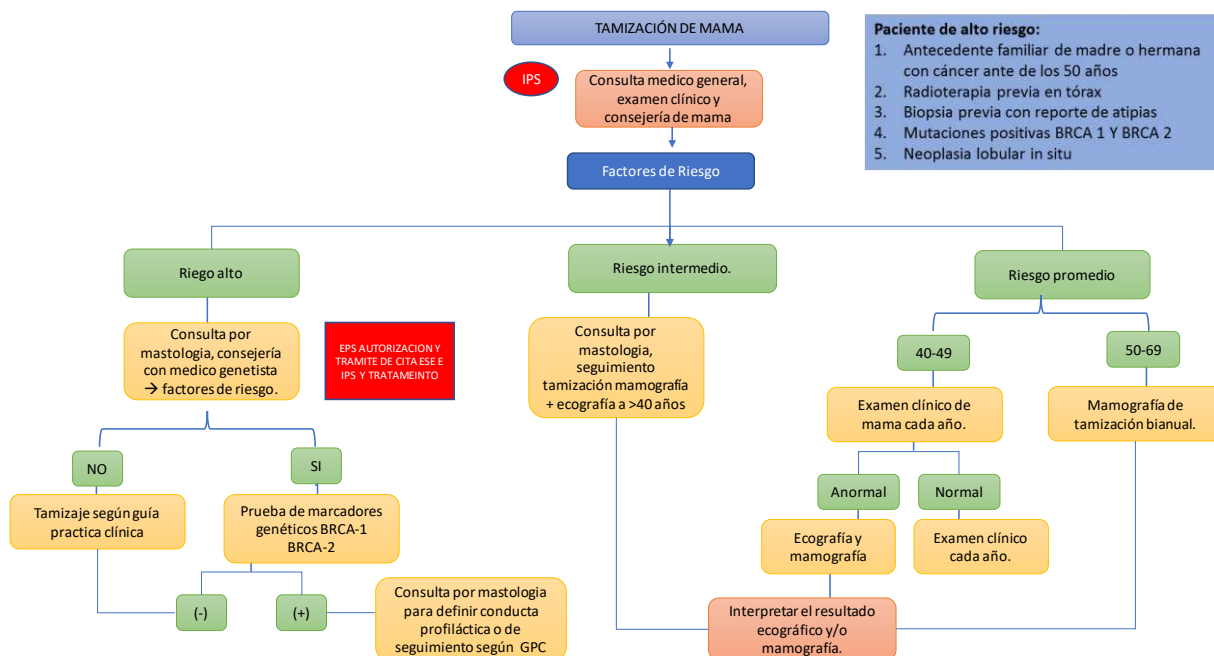 TAMIZACIÓN DE MAMA
IPS
Consulta medico general,
examen clínico y
consejería de mama
Paciente de alto riesgo:
1. Antecedente familiar de madre o hermana
con cáncer ante de los 50 años
2. Radioterapia previa en tórax
3. Biopsia previa con reporte de atipias
4. Mutaciones positivas BRCA 1 Y BRCA 2
5. Neoplasia lobular in situ
Factores de Riesgo
Riego alto
Riesgo intermedio.
Riesgo promedio
Consulta por
mastologia, consejería
con medico genetista
→ factores de riesgo.
EPS AUTORIZACION Y
TRAMITE DE CITA ESE E
IPS Y TRATAMEINTO
Consulta por
mastologia,
seguimiento
tamización mamografía
+ ecografía a >40 años
40-49
50-69
Examen clínico de
mama cada año.
Mamografía de
tamización bianual.
NO
SI
Anormal
Normal
Tamizaje según guía
practica clínica
Prueba de marcadores
genéticos BRCA-1
BRCA-2
Ecografía y
mamografía
Examen clínico
cada año.
(-)
(+)
Consulta por mastologia
para definir conducta
profiláctica o de
seguimiento según GPC
Interpretar el resultado
ecográfico y/o
mamografía.